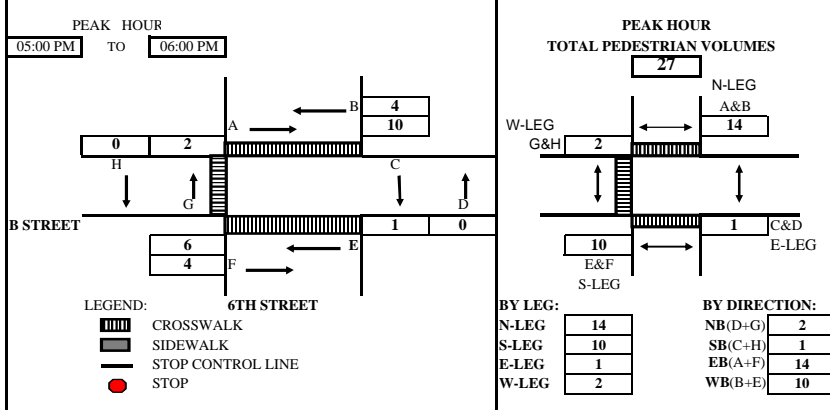 PEAK HOUR
05:00 PM TO 06:00 PM
B 4
A 10
0 2
H C
G D
B STREET
1 0
6 E
4 F
LEGEND: 6TH STREET
CROSSWALK
SIDEWALK
STOP CONTROL LINE
STOP
PEAK HOUR
TOTAL PEDESTRIAN VOLUMES
27
N-LEG
A&B
W-LEG 14
G&H 2
1 C&D
10 E-LEG
E&F
S-LEG
BY LEG: BY DIRECTION:
N-LEG 14 NB(D+G) 2
S-LEG 10 SB(C+H) 1
E-LEG 1 EB(A+F) 14
W-LEG 2 WB(B+E) 10